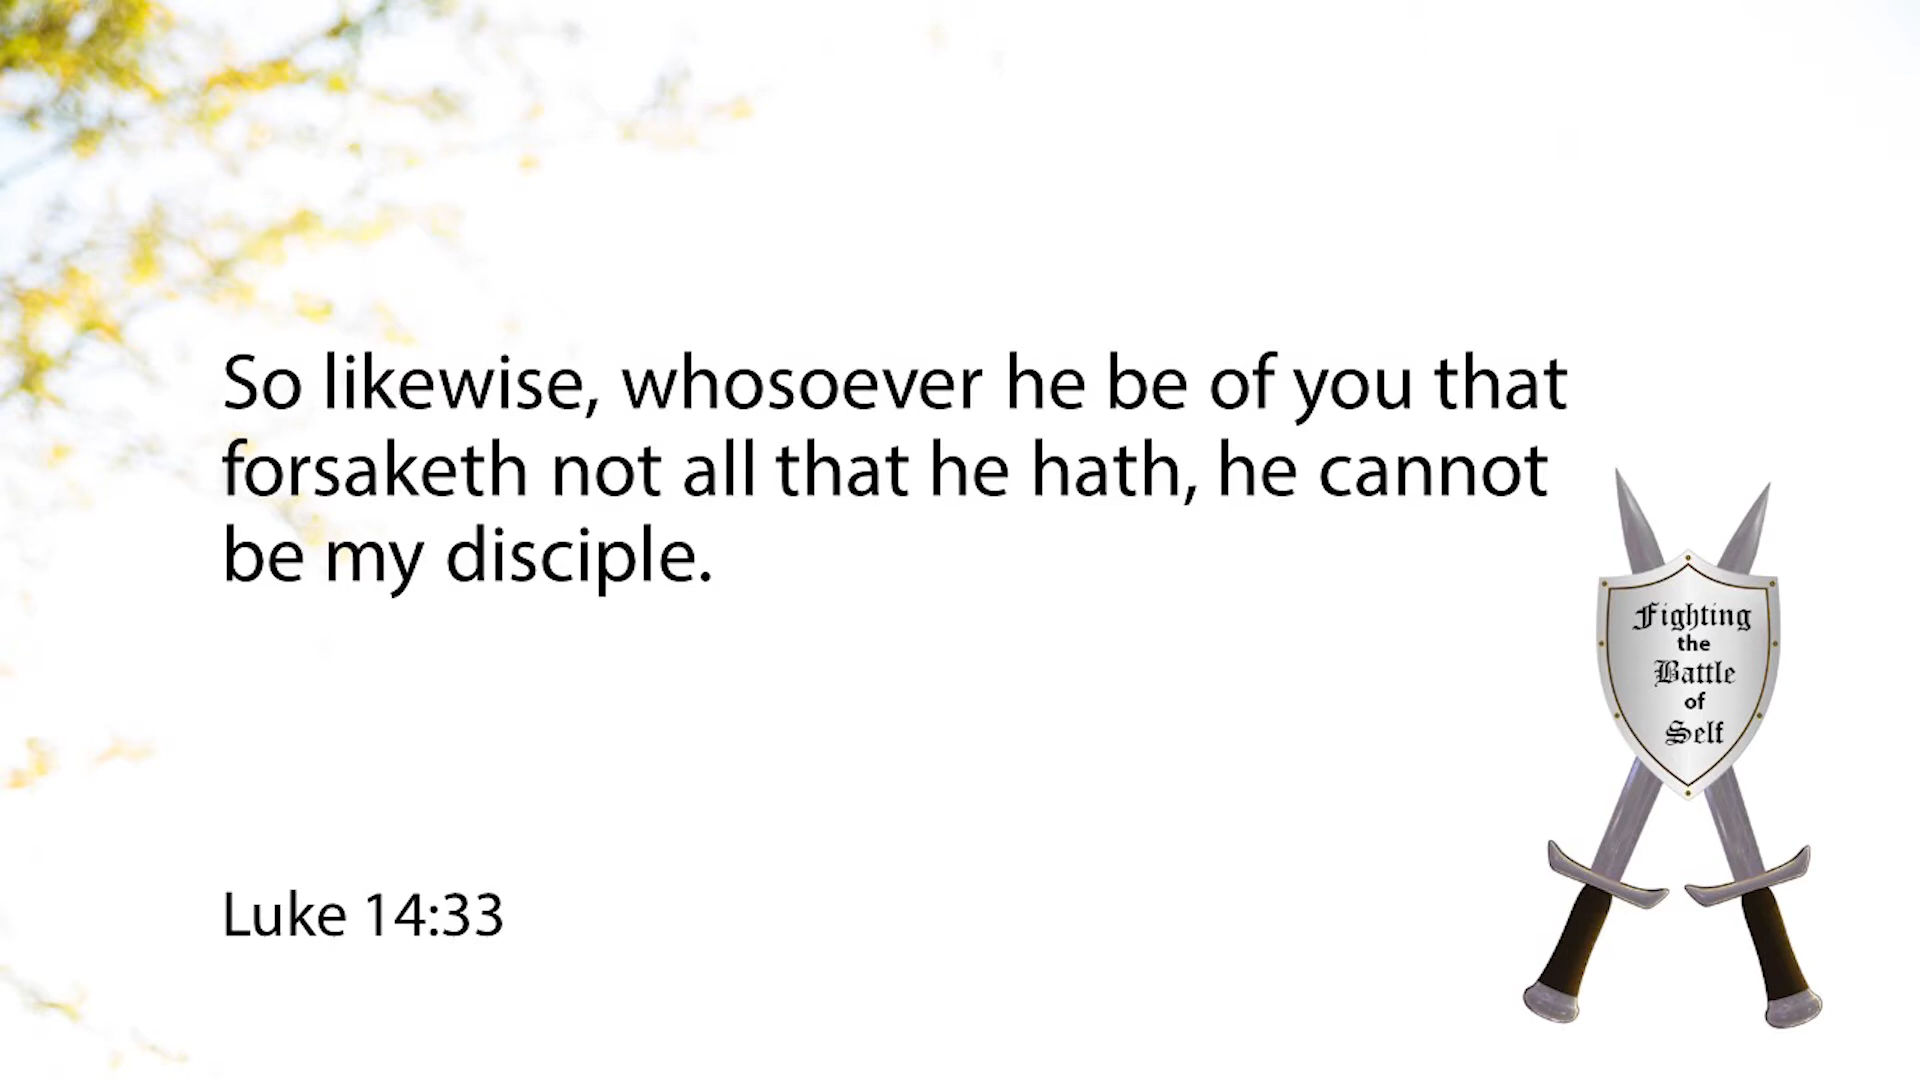 So likewise, whosoever he be of you that
forsaketh not all that he hath, he cannot
be my disciple.
Fighting
the
Battle
of
Self
Luke 14:33